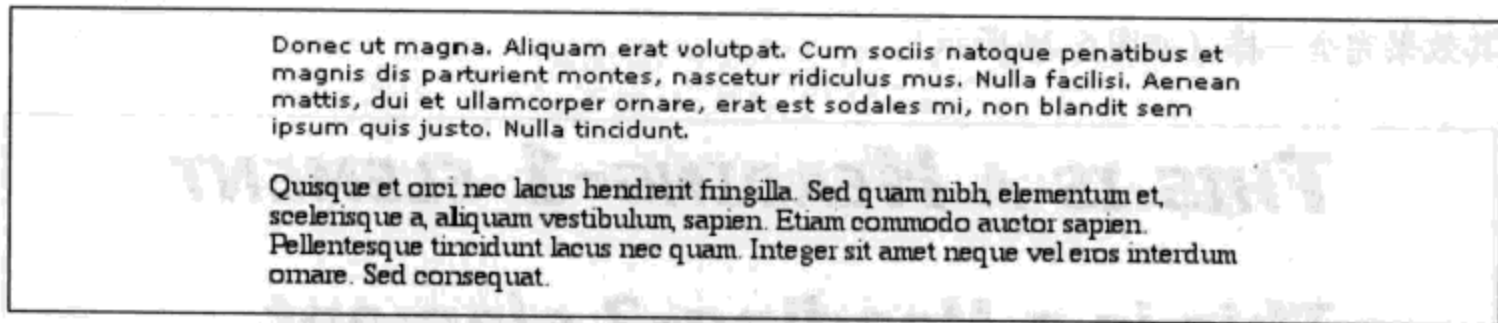 Donec ut magna. Aliquam erat volutpat. Cum sociis natoque penatibus et
magnis dis parturient montes, nascetur ridiculus mus. Nulla facilisi. Aenean
mattis, dui et ullamcorper ornare, erat est sodales mi, non blandit sem
ipsum quis justo. Nulla tincidunt.
Quisque et orci nec lacus hendrerit fringilla. Sed quam nibh, elementum et,
scelerisque a, aliquam vestibulum, sapien. Etiam commodo auctor sapien.
Pellentesque tincidunt lacus nec quam. Integer sit amet neque vel eros interdum
ornare. Sed consequat.